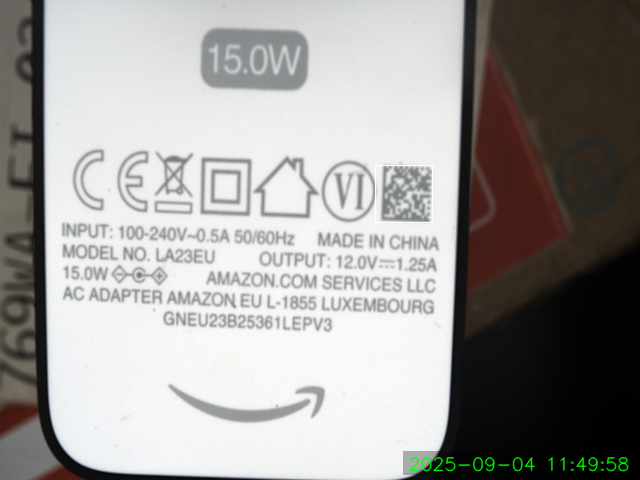 15.0W
CE VI
INPUT: 100-240V~0.5A 50/60Hz MADE IN CHINA
MODEL NO. LA23EU OUTPUT: 12.0V⎓1.25A
15.0W AMAZON.COM SERVICES LLC
AC ADAPTER AMAZON EU L-1855 LUXEMBOURG
GNEU23B25361LEPV3
2025-09-04 11:49:58